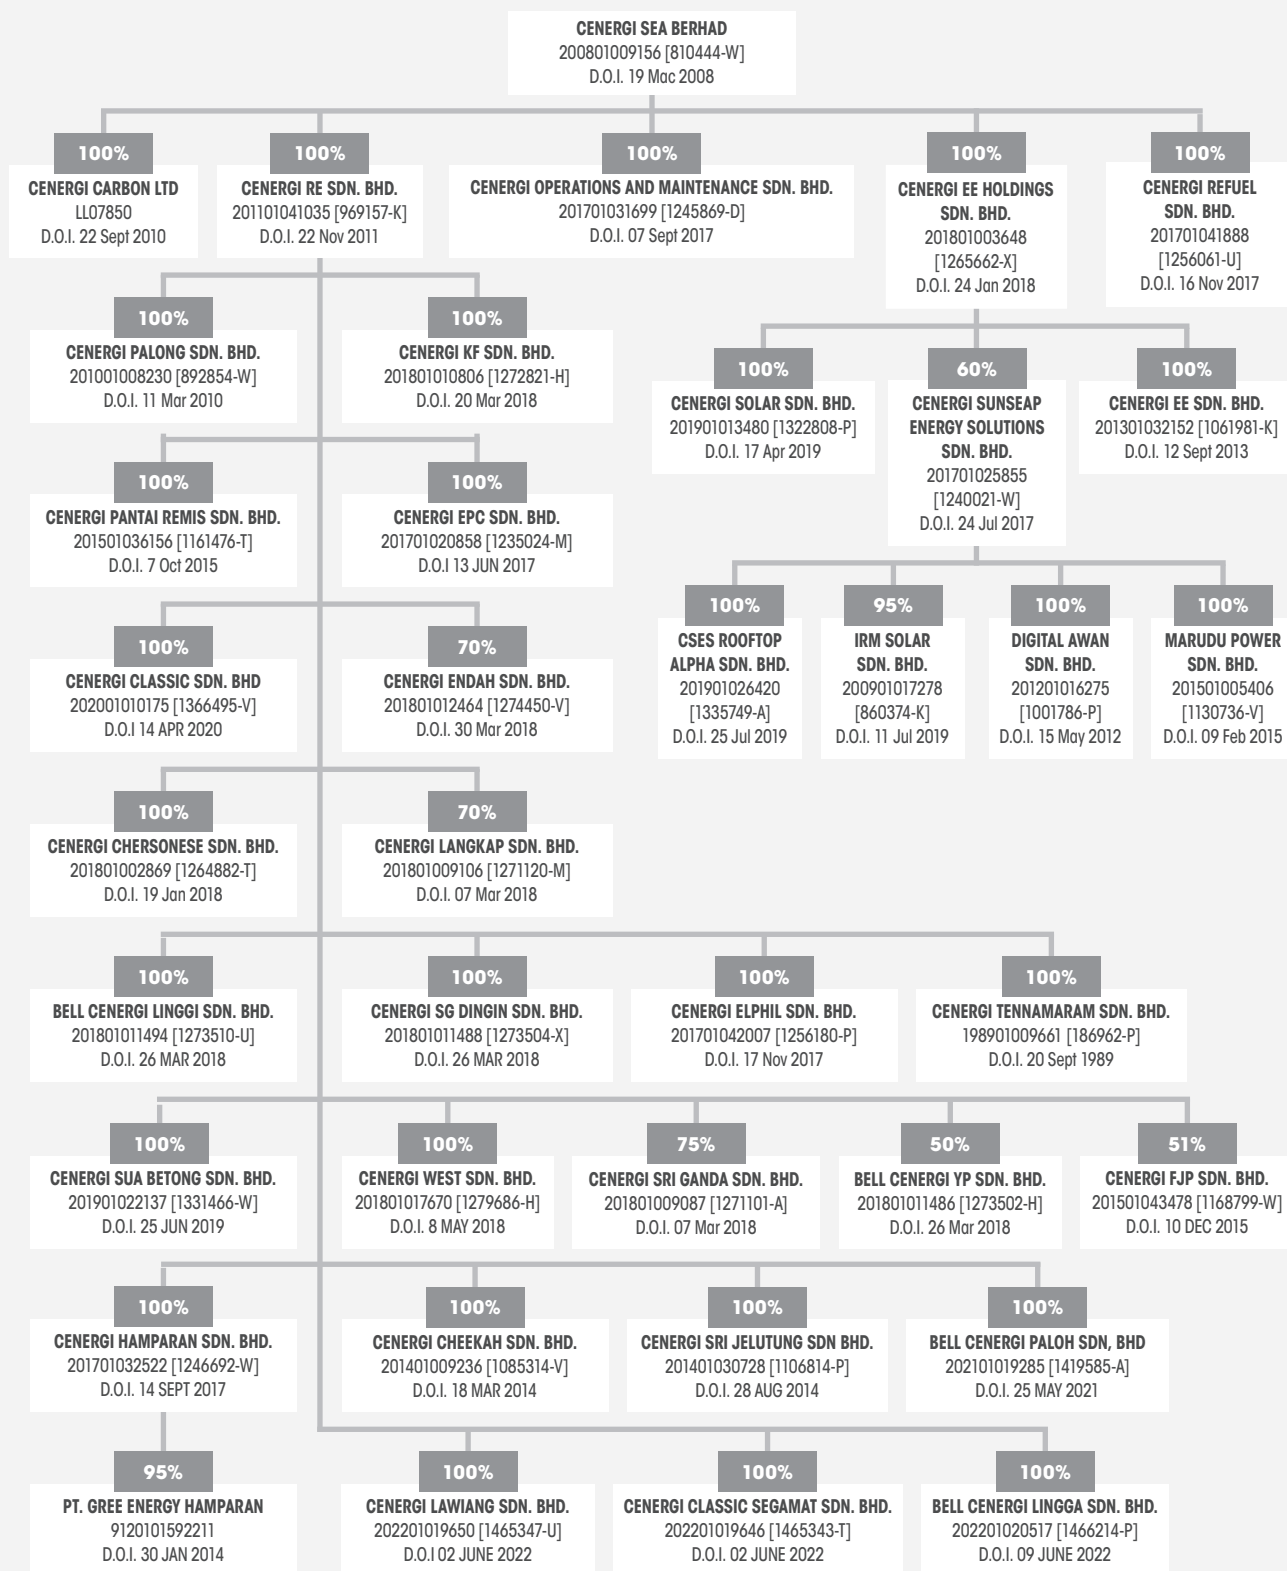 CENERGI SEA BERHAD
200801009156 [810444-W]
D.O.I. 19 Mac 2008
100%
CENERGI CARBON LTD
LL07850
D.O.I. 22 Sept 2010
100%
CENERGI RE SDN. BHD.
201101041035 [969157-K]
D.O.I. 22 Nov 2011
100%
CENERGI OPERATIONS AND MAINTENANCE SDN. BHD.
201701031699 [1245869-D]
D.O.I. 07 Sept 2017
100%
CENERGI EE HOLDINGS
SDN. BHD.
201801003648
[1265662-X]
D.O.I. 24 Jan 2018
100%
CENERGI REFUEL
SDN. BHD.
201701041888
[1256061-U]
D.O.I. 16 Nov 2017
100%
CENERGI PALONG SDN. BHD.
201001008230 [892854-W]
D.O.I. 11 Mar 2010
100%
CENERGI KF SDN. BHD.
201801010806 [1272821-H]
D.O.I. 20 Mar 2018
100%
CENERGI SOLAR SDN. BHD.
201901013480 [1322808-P]
D.O.I. 17 Apr 2019
60%
CENERGI SUNSEAP
ENERGY SOLUTIONS
SDN. BHD.
201701025855
[1240021-W]
D.O.I. 24 Jul 2017
100%
CENERGI EE SDN. BHD.
201301032152 [1061981-K]
D.O.I. 12 Sept 2013
100%
CENERGI PANTAI REMIS SDN. BHD.
201501036156 [1161476-T]
D.O.I. 7 Oct 2015
100%
CENERGI EPC SDN. BHD.
201701020858 [1235024-M]
D.O.I 13 JUN 2017
100%
CSES ROOFTOP
ALPHA SDN. BHD.
201901026420
[1335749-A]
D.O.I. 25 Jul 2019
95%
IRM SOLAR
SDN. BHD.
200901017278
[860374-K]
D.O.I. 11 Jul 2019
100%
DIGITAL AWAN
SDN. BHD.
201201016275
[1001786-P]
D.O.I. 15 May 2012
100%
MARUDU POWER
SDN. BHD.
201501005406
[1130736-V]
D.O.I. 09 Feb 2015
100%
CENERGI CLASSIC SDN. BHD
202001010175 [1366495-V]
D.O.I 14 APR 2020
70%
CENERGI ENDAH SDN. BHD.
201801012464 [1274450-V]
D.O.I. 30 Mar 2018
100%
CENERGI CHERSONESE SDN. BHD.
201801002869 [1264882-T]
D.O.I. 19 Jan 2018
70%
CENERGI LANGKAP SDN. BHD.
201801009106 [1271120-M]
D.O.I. 07 Mar 2018
100%
BELL CENERGI LINGGI SDN. BHD.
201801011494 [1273510-U]
D.O.I. 26 MAR 2018
100%
CENERGI SG DINGIN SDN. BHD.
201801011488 [1273504-X]
D.O.I. 26 MAR 2018
100%
CENERGI ELPHIL SDN. BHD.
201701042007 [1256180-P]
D.O.I. 17 Nov 2017
100%
CENERGI TENNAMARAM SDN. BHD.
198901009661 [186962-P]
D.O.I. 20 Sept 1989
100%
CENERGI SUA BETONG SDN. BHD.
201901022137 [1331466-W]
D.O.I. 25 JUN 2019
100%
CENERGI WEST SDN. BHD.
201801017670 [1279686-H]
D.O.I. 8 MAY 2018
75%
CENERGI SRI GANDA SDN. BHD.
201801009087 [1271101-A]
D.O.I. 07 Mar 2018
50%
BELL CENERGI YP SDN. BHD.
201801011486 [1273502-H]
D.O.I. 26 Mar 2018
51%
CENERGI FJP SDN. BHD.
201501043478 [1168799-W]
D.O.I. 10 DEC 2015
100%
CENERGI HAMPARAN SDN. BHD.
201701032522 [1246692-W]
D.O.I. 14 SEPT 2017
100%
CENERGI CHEEKAH SDN. BHD.
201401009236 [1085314-V]
D.O.I. 18 MAR 2014
100%
CENERGI SRI JELUTUNG SDN BHD.
201401030728 [1106814-P]
D.O.I. 28 AUG 2014
100%
BELL CENERGI PALOH SDN, BHD
202101019285 [1419585-A]
D.O.I. 25 MAY 2021
95%
PT. GREE ENERGY HAMPARAN
9120101592211
D.O.I. 30 JAN 2014
100%
CENERGI LAWIANG SDN. BHD.
202201019650 [1465347-U]
D.O.I 02 JUNE 2022
100%
CENERGI CLASSIC SEGAMAT SDN. BHD.
202201019646 [1465343-T]
D.O.I. 02 JUNE 2022
100%
BELL CENERGI LINGGA SDN. BHD.
202201020517 [1466214-P]
D.O.I. 09 JUNE 2022